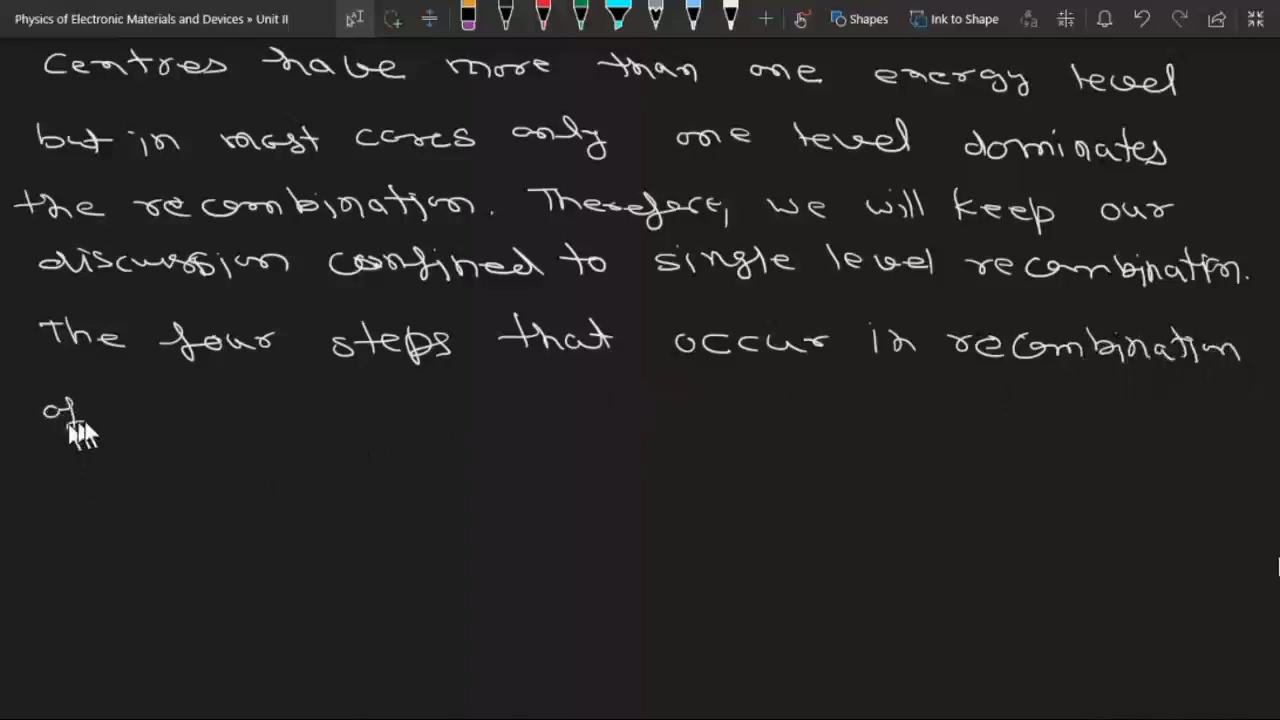 Physics of Electronic Materials and Devices » Unit II
Shapes
Ink to Shape
centres have more than one energy level
but in most cases only one level dominates
the recombination. Therefore, we will keep our
discussion confined to single level recombination.
The four steps that occur in recombination
of